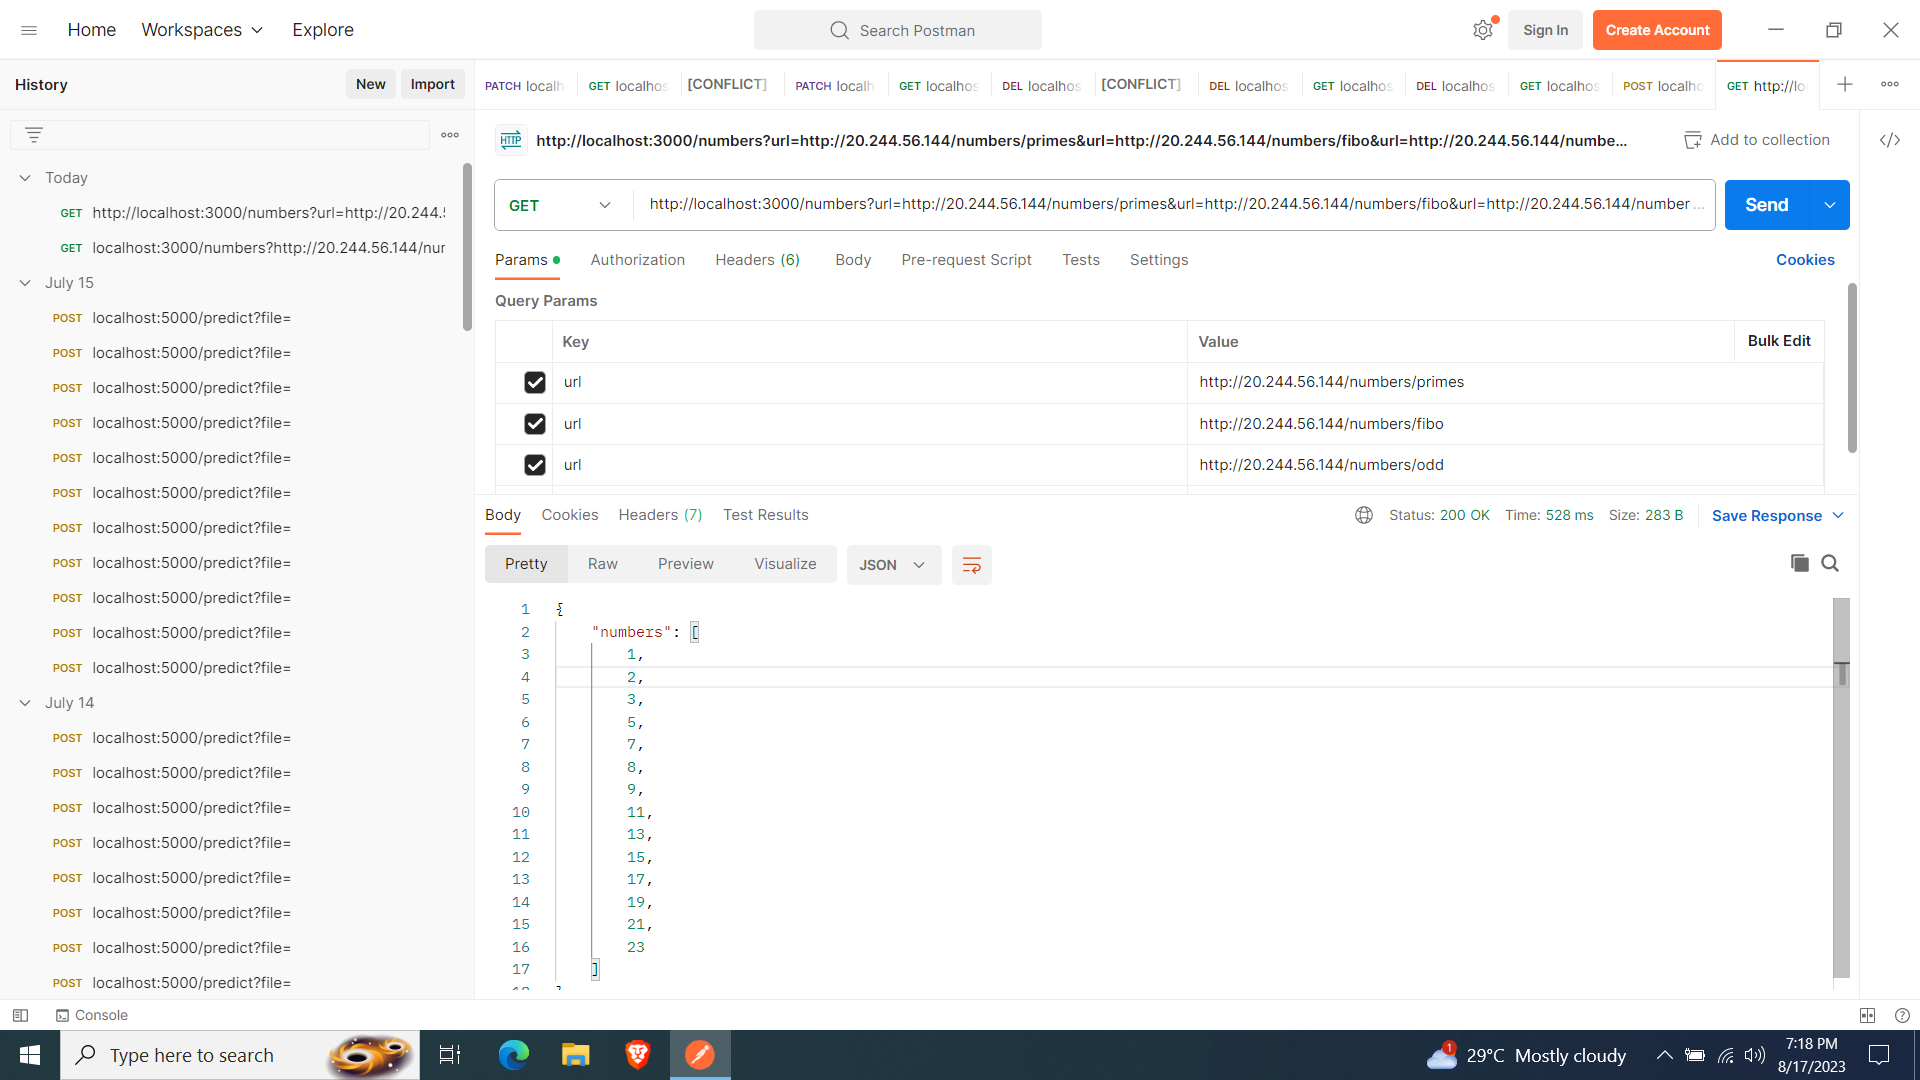 Home Workspaces Explore Search Postman Sign In Create Account
History New Import
PATCH localh GET localhos [CONFLICT] PATCH localh GET localhos DEL localhos [CONFLICT] DEL localhos GET localhos DEL localhos GET localhos POST localho GET http://lo
HTTP http://localhost:3000/numbers?url=http://20.244.56.144/numbers/primes&url=http://20.244.56.144/numbers/fibo&url=http://20.244.56.144/numbe... Add to collection
GET http://localhost:3000/numbers?url=http://20.244.56.144/numbers/primes&url=http://20.244.56.144/numbers/fibo&url=http://20.244.56.144/number ... Send
Today
GET http://localhost:3000/numbers?url=http://20.244.
GET localhost:3000/numbers?http://20.244.56.144/nur
July 15
POST localhost:5000/predict?file=
POST localhost:5000/predict?file=
POST localhost:5000/predict?file=
POST localhost:5000/predict?file=
POST localhost:5000/predict?file=
POST localhost:5000/predict?file=
POST localhost:5000/predict?file=
POST localhost:5000/predict?file=
POST localhost:5000/predict?file=
POST localhost:5000/predict?file=
POST localhost:5000/predict?file=
July 14
POST localhost:5000/predict?file=
POST localhost:5000/predict?file=
POST localhost:5000/predict?file=
POST localhost:5000/predict?file=
POST localhost:5000/predict?file=
POST localhost:5000/predict?file=
POST localhost:5000/predict?file=
POST localhost:5000/predict?file=
Params Authorization Headers (6) Body Pre-request Script Tests Settings Cookies
Query Params
Key Value Bulk Edit
url http://20.244.56.144/numbers/primes
url http://20.244.56.144/numbers/fibo
url http://20.244.56.144/numbers/odd
Body Cookies Headers (7) Test Results Status: 200 OK Time: 528 ms Size: 283 B Save Response
Pretty Raw Preview Visualize JSON
1 {
2 "numbers": [
3 1,
4 2,
5 3,
6 5,
7 7,
8 8,
9 9,
10 11,
11 13,
12 15,
13 17,
14 19,
15 21,
16 23
17 ]
18 }
Console
Type here to search 1 29°C Mostly cloudy 7:18 PM
8/17/2023